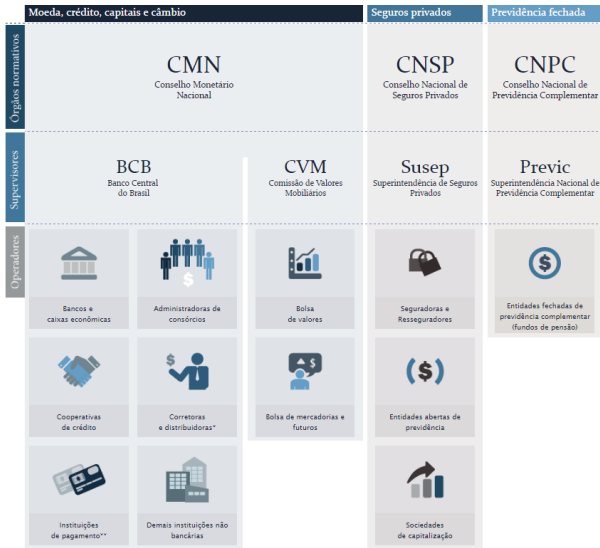 Moeda, crédito, capitais e câmbio
Seguros privados
Previdência fechada
Órgãos normativos
CMN
Conselho Monetário
Nacional
CNSP
Conselho Nacional de
Seguros Privados
CNPC
Conselho Nacional de
Previdência Complementar
Supervisores
BCB
Banco Central
do Brasil
CVM
Comissão de Valores
Mobiliários
Susep
Superintendência de Seguros
Privados
Previc
Superintendência Nacional de
Previdência Complementar
Operadores
Bancos e
caixas econômicas
$
Administradoras de
consórcios
Bolsa
de valores
Seguradoras e
Resseguradores
$
Entidades fechadas de
previdência complementar
(fundos de pensão)
Cooperativas
de crédito
$
Corretoras
e distribuidoras*
$
Bolsa de mercadorias e
futuros
($)
Entidades abertas de
previdência
Instituições
de pagamento**
Demais instituições não
bancárias
Sociedades
de capitalização